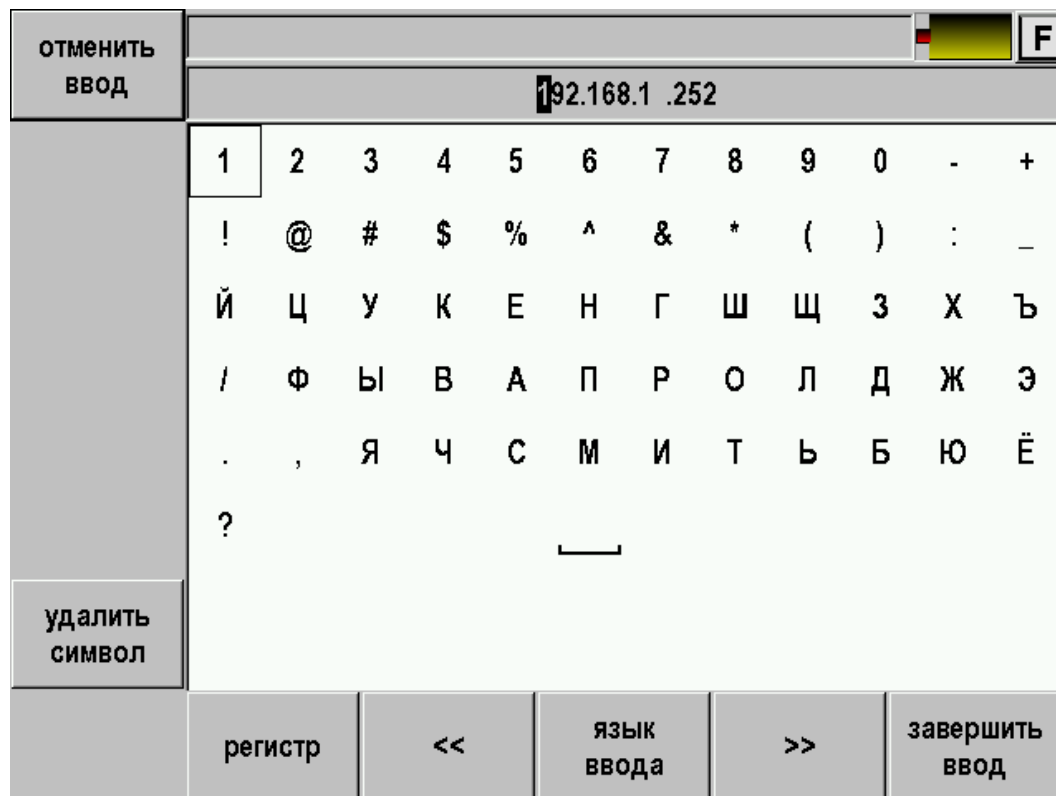 отменить ввод
F
192.168.1 .252
1 2 3 4 5 6 7 8 9 0 - +
! @ # $ % ^ & * ( ) : _
Й Ц У К Е Н Г Ш Щ З Х Ъ
/ Ф Ы В А П Р О Л Д Ж Э
. , Я Ч С М И Т Ь Б Ю Ё
?
удалить
символ
регистр << язык ввода >> завершить ввод